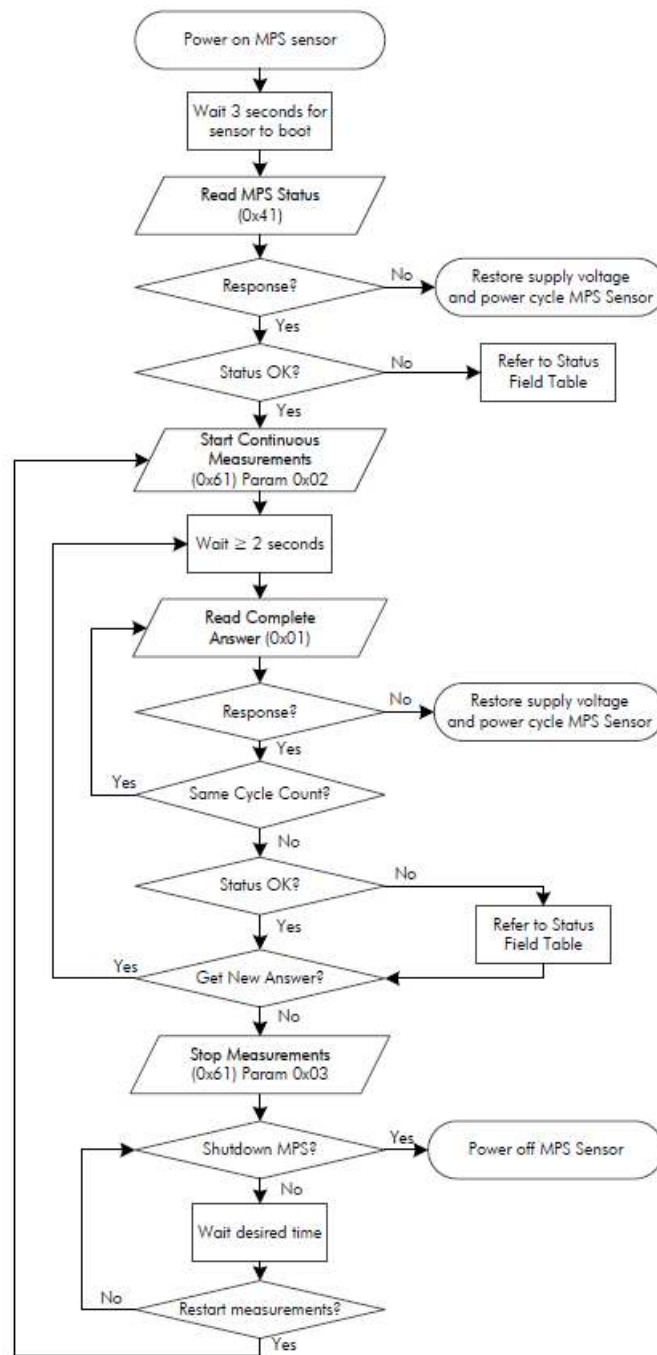 Power on MPS sensor
Wait 3 seconds for
sensor to boot
Read MPS Status
(0x41)
Response?
No
Restore supply voltage
and power cycle MPS Sensor
Yes
Status OK?
No
Refer to Status
Field Table
Yes
Start Continuous
Measurements
(0x61) Param 0x02
Wait ≥ 2 seconds
Read Complete
Answer (0x01)
Response?
No
Restore supply voltage
and power cycle MPS Sensor
Yes
Yes
Same Cycle Count?
No
Status OK?
No
Refer to Status
Field Table
Yes
Yes
Get New Answer?
No
Stop Measurements
(0x61) Param 0x03
Shutdown MPS?
Yes
Power off MPS Sensor
No
Wait desired time
No
Restart measurements?
Yes